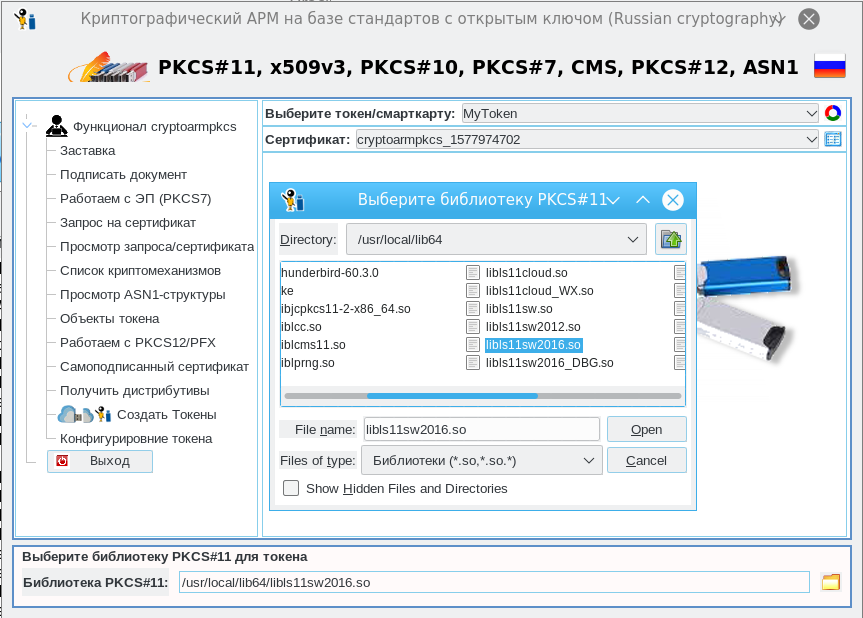 Криптографический АРМ на базе стандартов с открытым ключом (Russian cryptography)
PKCS#11, x509v3, PKCS#10, PKCS#7, CMS, PKCS#12, ASN1
Функционал cryptoarmpkcs
Заставка
Подписать документ
Работаем с ЭП (PKCS7)
Запрос на сертификат
Просмотр запроса/сертификата
Список криптомеханизмов
Просмотр ASN1-структуры
Объекты токена
Работаем с PKCS12/PFX
Самоподписанный сертификат
Получить дистрибутивы
Создать Токены
Конфигурировние токена
Выход
Выберите токен/смарткарту: MyToken
Сертификат: cryptoarmpkcs_1577974702
Выберите библиотеку PKCS#11
Directory: /usr/local/lib64
hunderbird-60.3.0
ke
ibjcpkcs11-2-x86_64.so
iblcc.so
iblcms11.so
iblprng.so
libls11cloud.so
libls11cloud_WX.so
libls11sw.so
libls11sw2012.so
libls11sw2016.so
libls11sw2016_DBG.so
File name: libls11sw2016.so Open
Files of type: Библиотеки (*.so,*.so.*) Cancel
Show Hidden Files and Directories
Выберите библиотеку PKCS#11 для токена
Библиотека PKCS#11: /usr/local/lib64/libls11sw2016.so